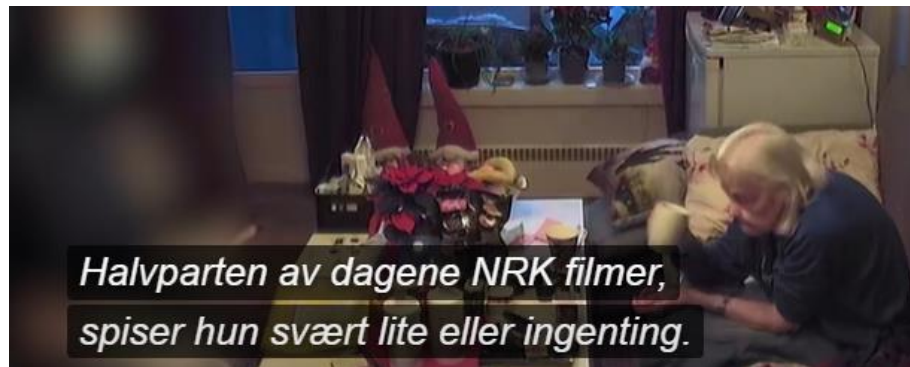 Halvparten av dagene NRK filmer,
spiser hun svært lite eller ingenting.